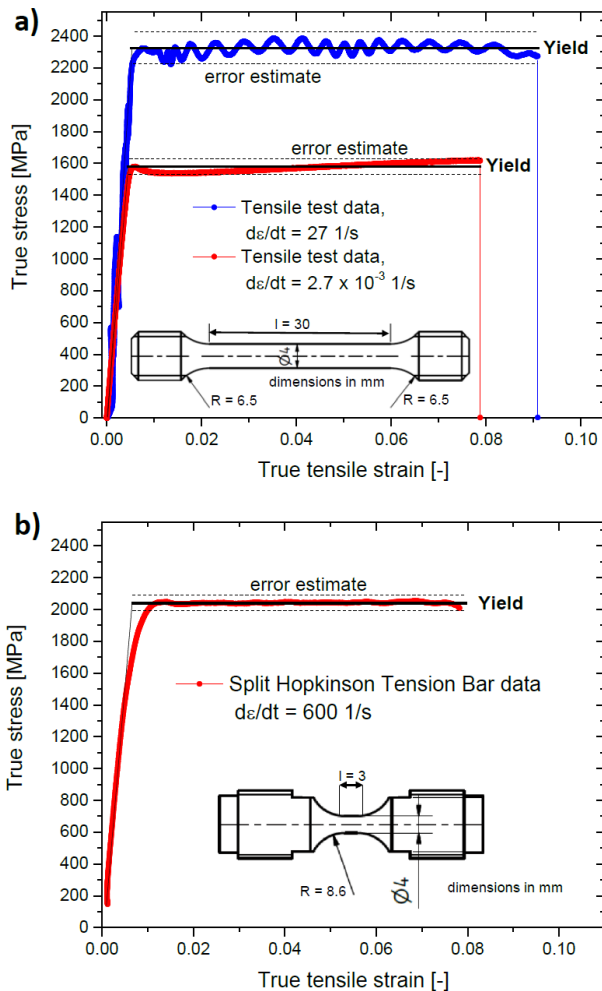 a)
2400
2200
2000
1800
1600
1400
1200
1000
800
600
400
200
0
True stress [MPa]
Yield
error estimate
error estimate
Yield
Tensile test data,
dε/dt = 27 1/s
Tensile test data,
dε/dt = 2.7 x 10⁻³ 1/s
l = 30
Ø4
dimensions in mm
R = 6.5
R = 6.5
0.00
0.02
0.04
0.06
0.08
0.10
True tensile strain [-]
b)
2400
2200
2000
1800
1600
1400
1200
1000
800
600
400
200
0
True stress [MPa]
error estimate
Yield
Split Hopkinson Tension Bar data
dε/dt = 600 1/s
l = 3
R = 8.6
Ø4
dimensions in mm
0.00
0.02
0.04
0.06
0.08
0.10
True tensile strain [-]